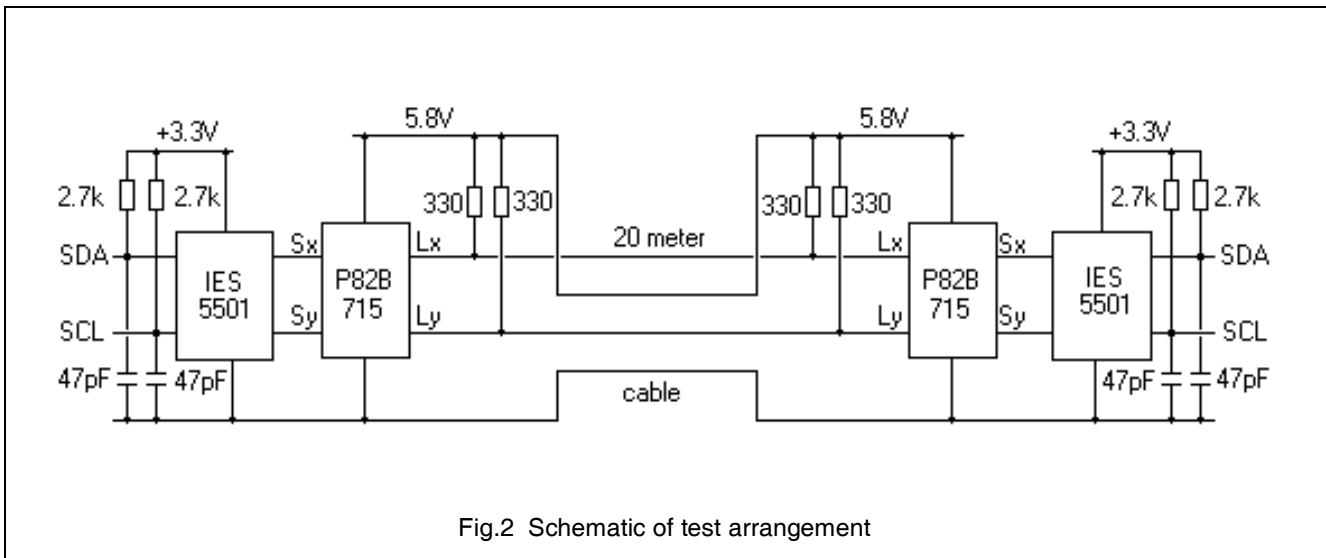 +3.3V 5.8V 5.8V +3.3V
2.7k 2.7k 330 330 330 330 2.7k 2.7k
SDA Sx Lx 20 meter Lx Sx SDA
IES 5501
P82B 715
P82B 715
IES 5501
SCL Sy Ly Ly Sy SCL
47pF 47pF cable 47pF 47pF
Fig.2 Schematic of test arrangement